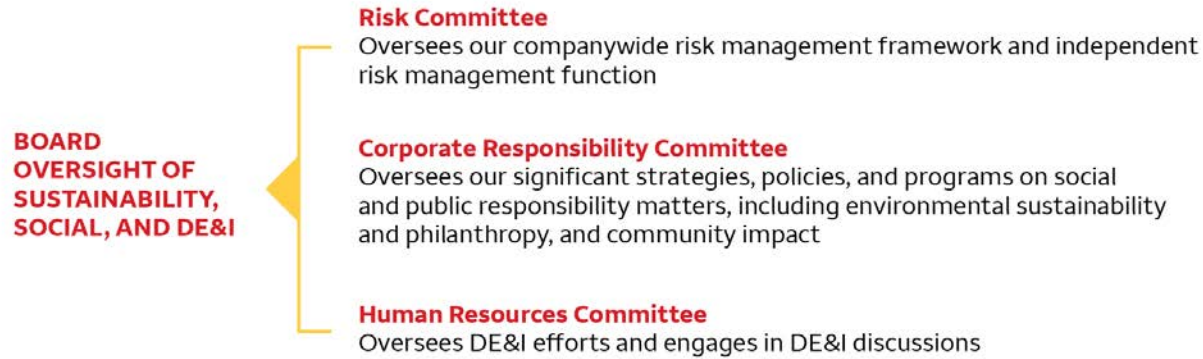 BOARD
OVERSIGHT OF
SUSTAINABILITY,
SOCIAL, AND DE&I
Risk Committee
Oversees our companywide risk management framework and independent
risk management function
Corporate Responsibility Committee
Oversees our significant strategies, policies, and programs on social
and public responsibility matters, including environmental sustainability
and philanthropy, and community impact
Human Resources Committee
Oversees DE&I efforts and engages in DE&I discussions